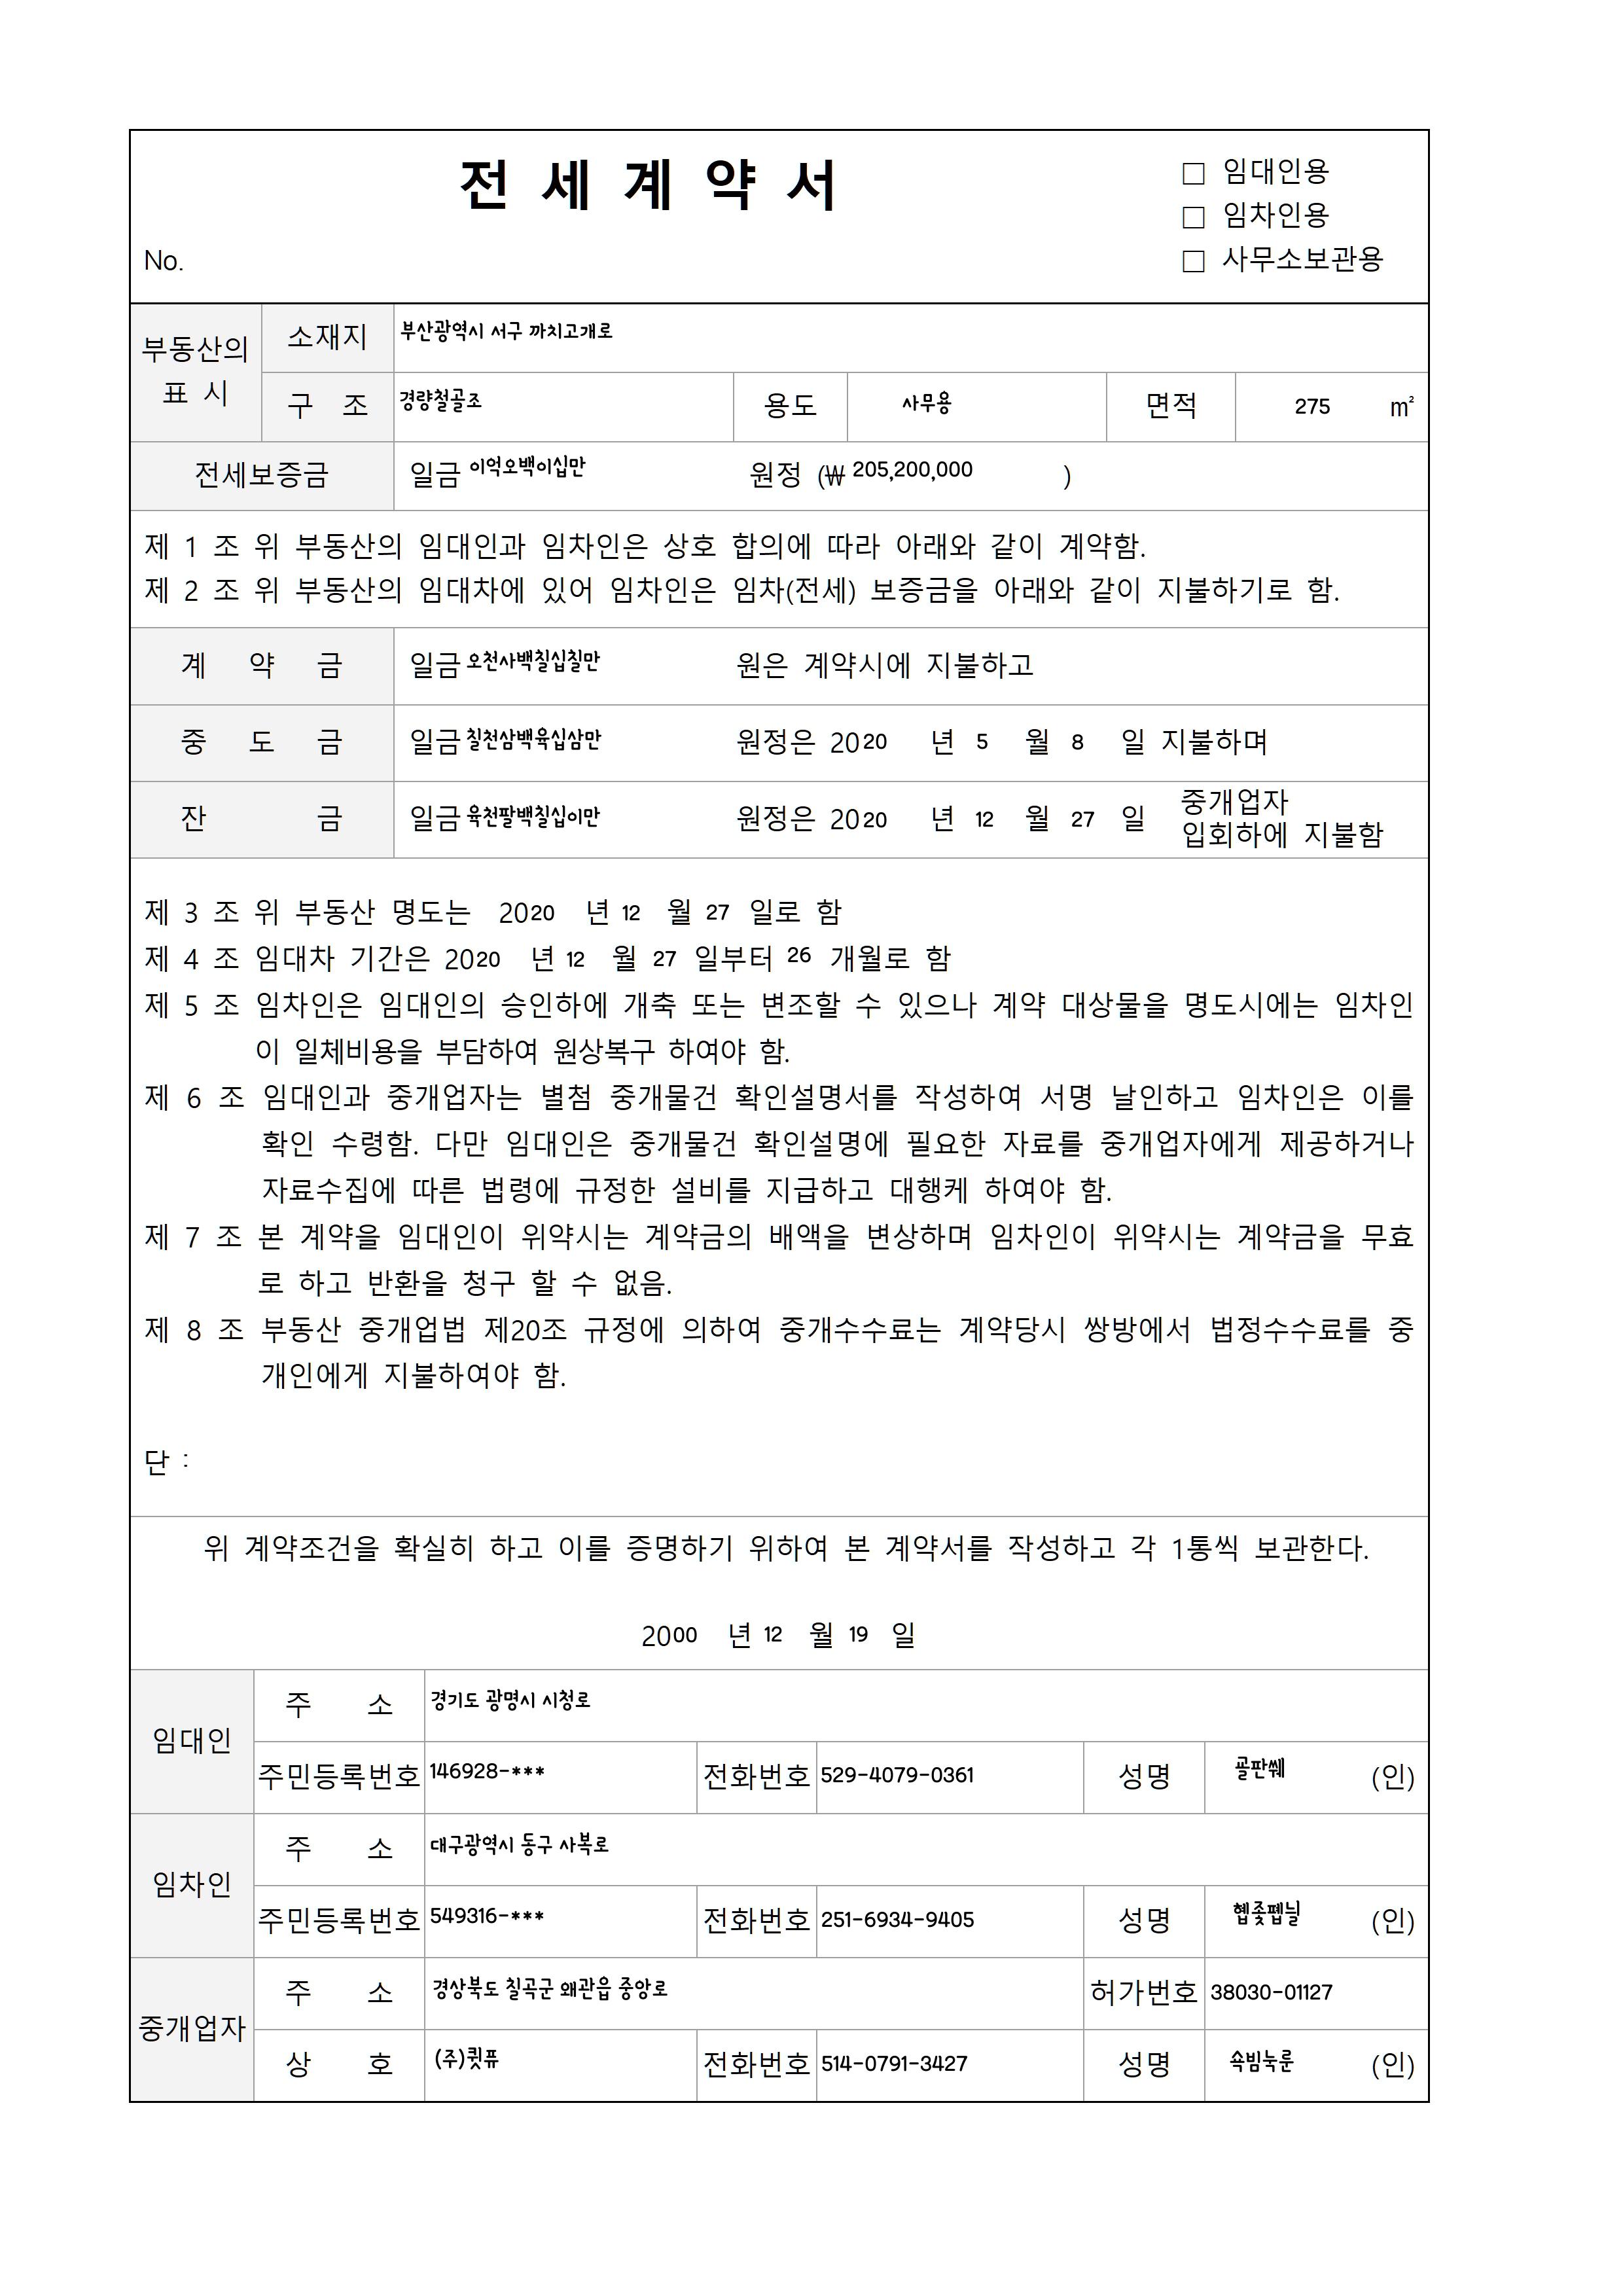 전 세 계 약 서
□ 임대인용
□ 임차인용
□ 사무소보관용
No.
부동산의 표 시
소재지 부산광역시 서구 까치고개로
구 조 경량철골조 용도 사무용 면적 275 ㎡
전세보증금 일금 이억오백이십만 원정 (₩ 205,200,000 )
제 1 조 위 부동산의 임대인과 임차인은 상호 합의에 따라 아래와 같이 계약함.
제 2 조 위 부동산의 임대차에 있어 임차인은 임차(전세) 보증금을 아래와 같이 지불하기로 함.
계 약 금 일금 오천사백칠십칠만 원은 계약시에 지불하고
중 도 금 일금 칠천삼백육십삼만 원정은 2020 년 5 월 8 일 지불하며
잔 금 일금 육천팔백칠십이만 원정은 2020 년 12 월 27 일 중개업자 입회하에 지불함
제 3 조 위 부동산 명도는 2020 년 12 월 27 일로 함
제 4 조 임대차 기간은 2020 년 12 월 27 일부터 26 개월로 함
제 5 조 임차인은 임대인의 승인하에 개축 또는 변조할 수 있으나 계약 대상물을 명도시에는 임차인
이 일체비용을 부담하여 원상복구 하여야 함.
제 6 조 임대인과 중개업자는 별첨 중개물건 확인설명서를 작성하여 서명 날인하고 임차인은 이를
확인 수령함. 다만 임대인은 중개물건 확인설명에 필요한 자료를 중개업자에게 제공하거나
자료수집에 따른 법령에 규정한 설비를 지급하고 대행케 하여야 함.
제 7 조 본 계약을 임대인이 위약시는 계약금의 배액을 변상하며 임차인이 위약시는 계약금을 무효
로 하고 반환을 청구 할 수 없음.
제 8 조 부동산 중개업법 제20조 규정에 의하여 중개수수료는 계약당시 쌍방에서 법정수수료를 중
개인에게 지불하여야 함.
단 :
위 계약조건을 확실히 하고 이를 증명하기 위하여 본 계약서를 작성하고 각 1통씩 보관한다.
2000 년 12 월 19 일
임대인
주 소 경기도 광명시 시청로
주민등록번호 146928-*** 전화번호 529-4079-0361 성명 (인)
임차인
주 소 대구광역시 동구 사복로
주민등록번호 549316-*** 전화번호 251-6934-9405 성명 (인)
중개업자
주 소 경상북도 칠곡군 왜관읍 중앙로 허가번호 38030-01127
상 호 (주)큇퓨 전화번호 514-0791-3427 성명 속빔눅룬 (인)